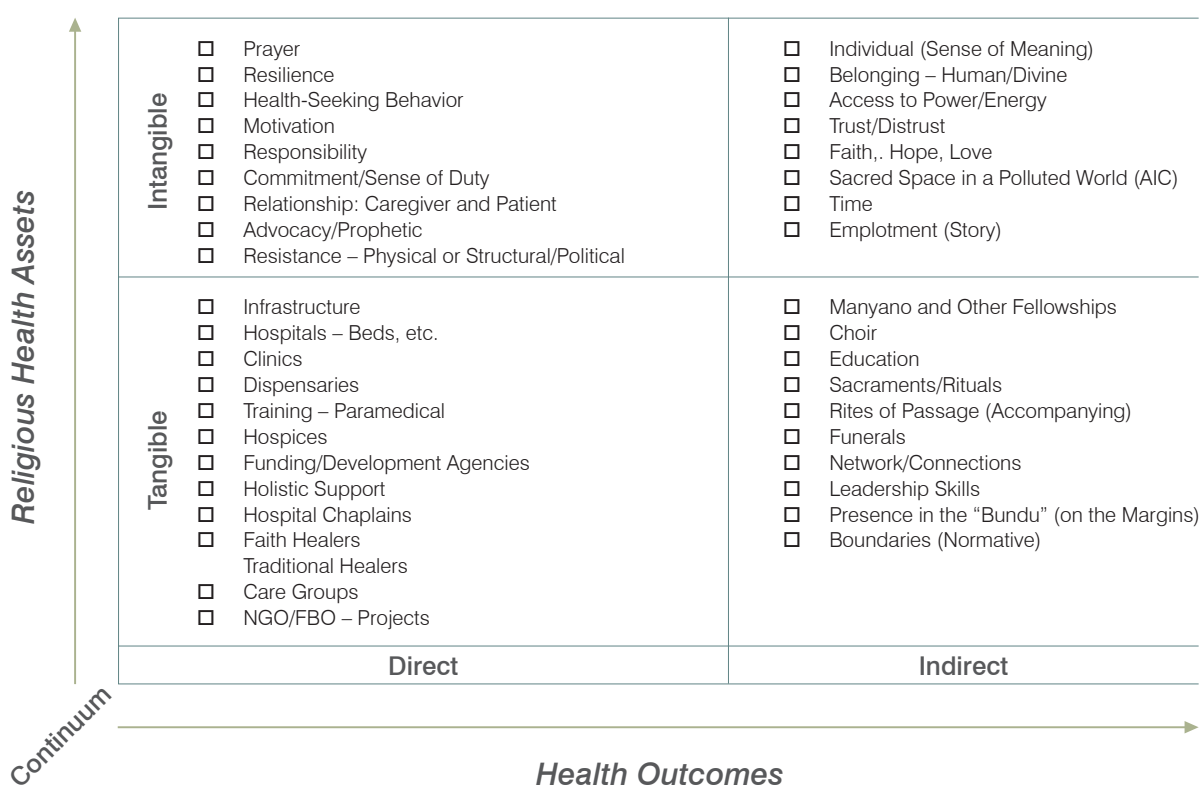 Religious Health Assets
Intangible
☐ Prayer
☐ Resilience
☐ Health-Seeking Behavior
☐ Motivation
☐ Responsibility
☐ Commitment/Sense of Duty
☐ Relationship: Caregiver and Patient
☐ Advocacy/Prophetic
☐ Resistance – Physical or Structural/Political
☐ Individual (Sense of Meaning)
☐ Belonging – Human/Divine
☐ Access to Power/Energy
☐ Trust/Distrust
☐ Faith,. Hope, Love
☐ Sacred Space in a Polluted World (AIC)
☐ Time
☐ Emplotment (Story)
Tangible
☐ Infrastructure
☐ Hospitals – Beds, etc.
☐ Clinics
☐ Dispensaries
☐ Training – Paramedical
☐ Hospices
☐ Funding/Development Agencies
☐ Holistic Support
☐ Hospital Chaplains
☐ Faith Healers
Traditional Healers
☐ Care Groups
☐ NGO/FBO – Projects
☐ Manyano and Other Fellowships
☐ Choir
☐ Education
☐ Sacraments/Rituals
☐ Rites of Passage (Accompanying)
☐ Funerals
☐ Network/Connections
☐ Leadership Skills
☐ Presence in the “Bundu” (on the Margins)
☐ Boundaries (Normative)
Direct
Indirect
Continuum
Health Outcomes